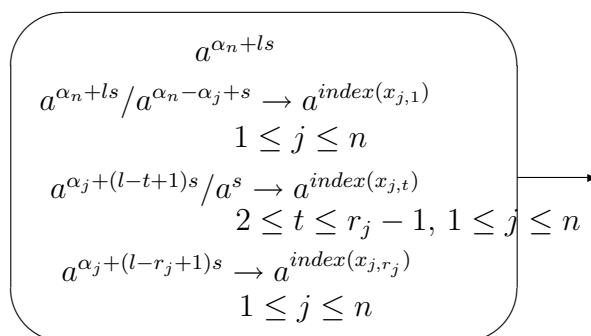 a^{α_n+ls}
a^{α_n+ls}/a^{α_n−α_j+s} → a^{index(x_{j,1})}
1 ≤ j ≤ n
a^{α_j+(l−t+1)s}/a^s → a^{index(x_{j,t})}
2 ≤ t ≤ r_j − 1, 1 ≤ j ≤ n
a^{α_j+(l−r_j+1)s} → a^{index(x_{j,r_j})}
1 ≤ j ≤ n